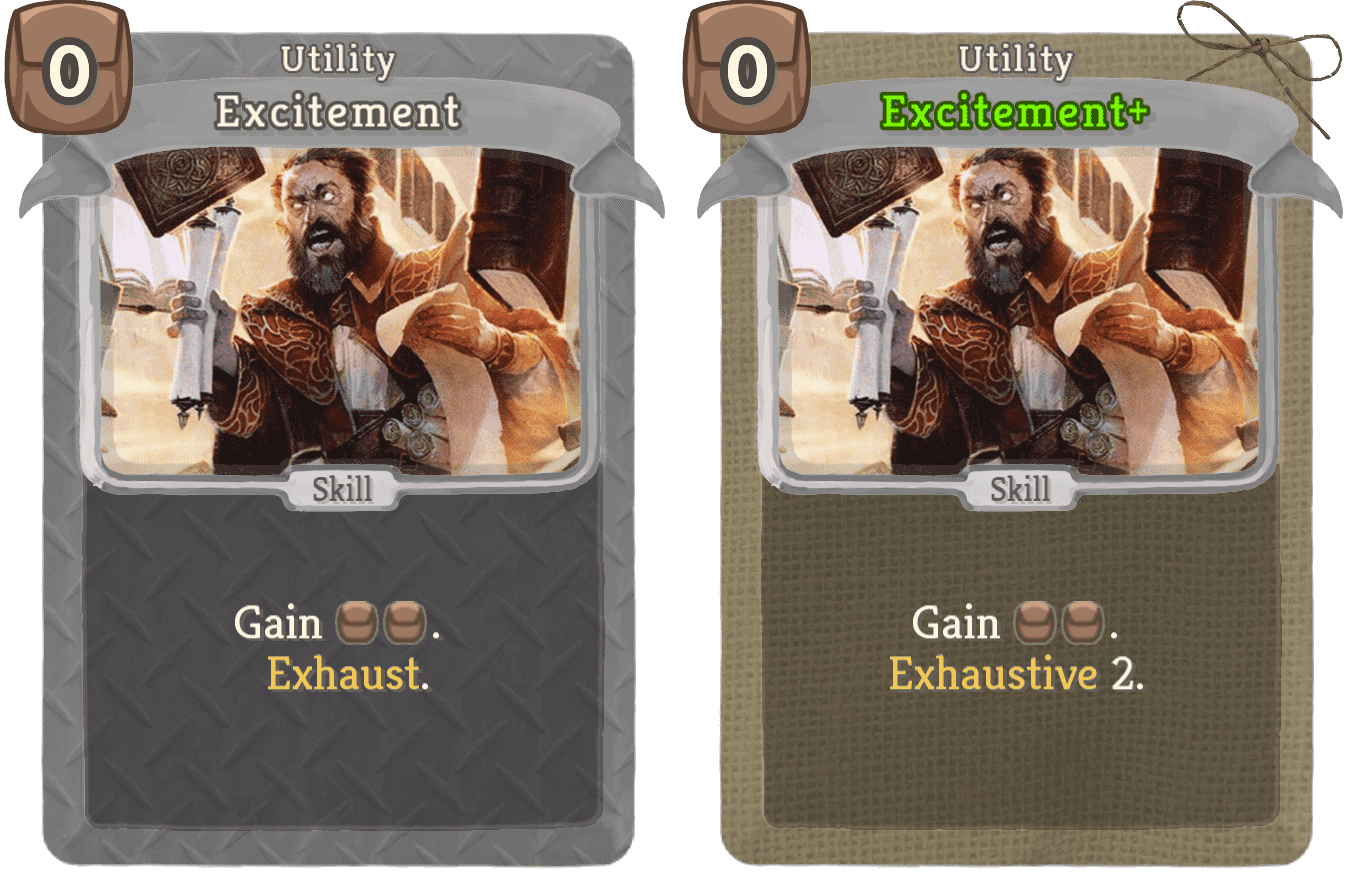 0
Utility
Excitement
Skill
Gain .
Exhaust.
0
Utility
Excitement+
Skill
Gain .
Exhaustive 2.